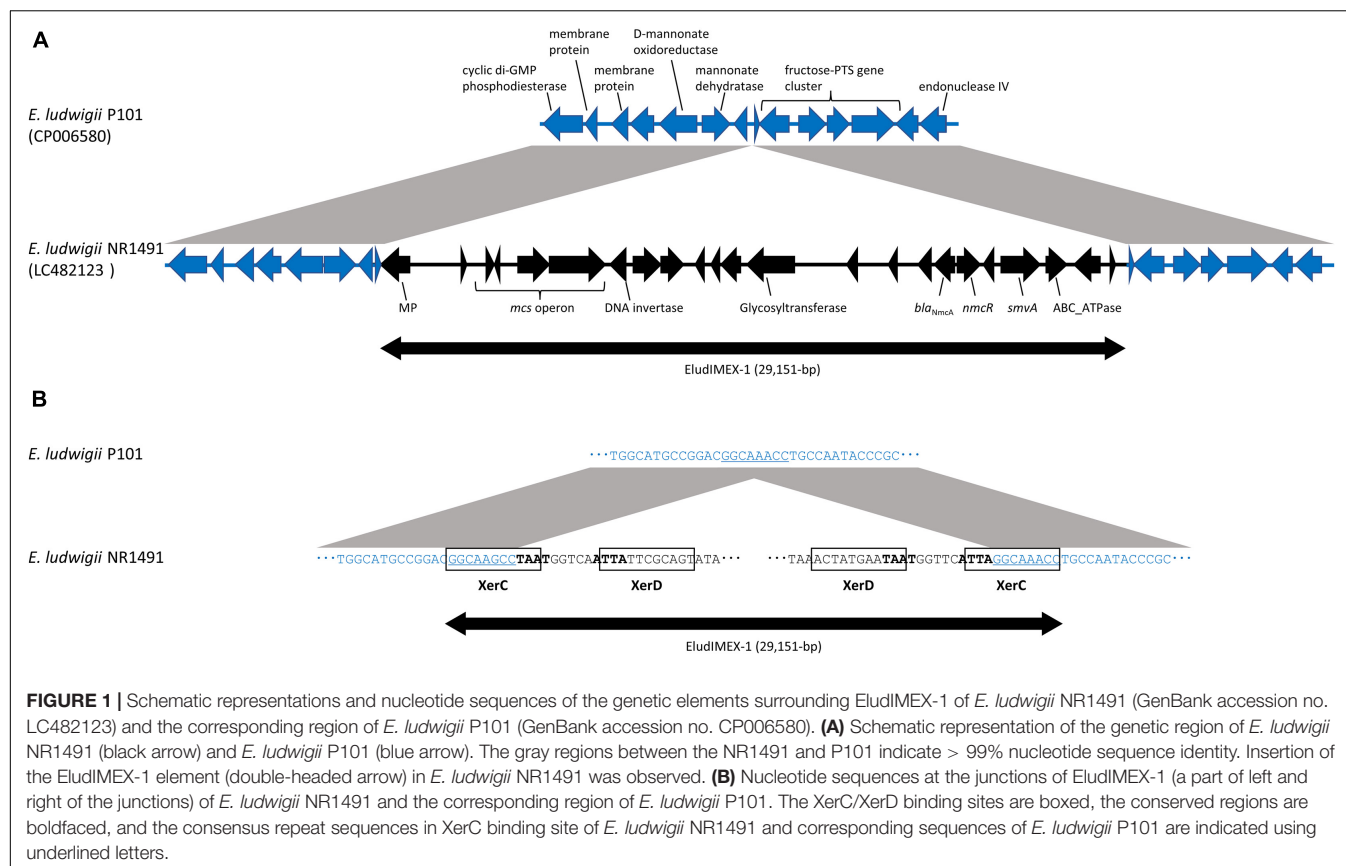 A
membrane protein
D-mannonate oxidoreductase
cyclic di-GMP phosphodiesterase
membrane protein
mannonate dehydratase
fructose-PTS gene cluster
endonuclease IV
E. ludwigii P101
(CP006580)
E. ludwigii NR1491
(LC482123 )
MP
mcs operon
DNA invertase
Glycosyltransferase
blaNmcA
nmcR
smvA
ABC_ATPase
EludIMEX-1 (29,151-bp)
B
E. ludwigii P101
···TGGCATGCCGGACGGCAAACCTGCCAATACCCGC···
E. ludwigii NR1491
···TGGCATGCCGGACGGCAAGCCTAATGGTCAATTATTCGCAGTATA··· ···TAAACTATGAATAATGGTTCATTAGGCAAACCTGCCAATACCCGC···
XerC XerD XerD XerC
EludIMEX-1 (29,151-bp)
FIGURE 1 | Schematic representations and nucleotide sequences of the genetic elements surrounding EludIMEX-1 of E. ludwigii NR1491 (GenBank accession no.
LC482123) and the corresponding region of E. ludwigii P101 (GenBank accession no. CP006580). (A) Schematic representation of the genetic region of E. ludwigii
NR1491 (black arrow) and E. ludwigii P101 (blue arrow). The gray regions between the NR1491 and P101 indicate > 99% nucleotide sequence identity. Insertion of
the EludIMEX-1 element (double-headed arrow) in E. ludwigii NR1491 was observed. (B) Nucleotide sequences at the junctions of EludIMEX-1 (a part of left and
right of the junctions) of E. ludwigii NR1491 and the corresponding region of E. ludwigii P101. The XerC/XerD binding sites are boxed, the conserved regions are
boldfaced, and the consensus repeat sequences in XerC binding site of E. ludwigii NR1491 and corresponding sequences of E. ludwigii P101 are indicated using
underlined letters.